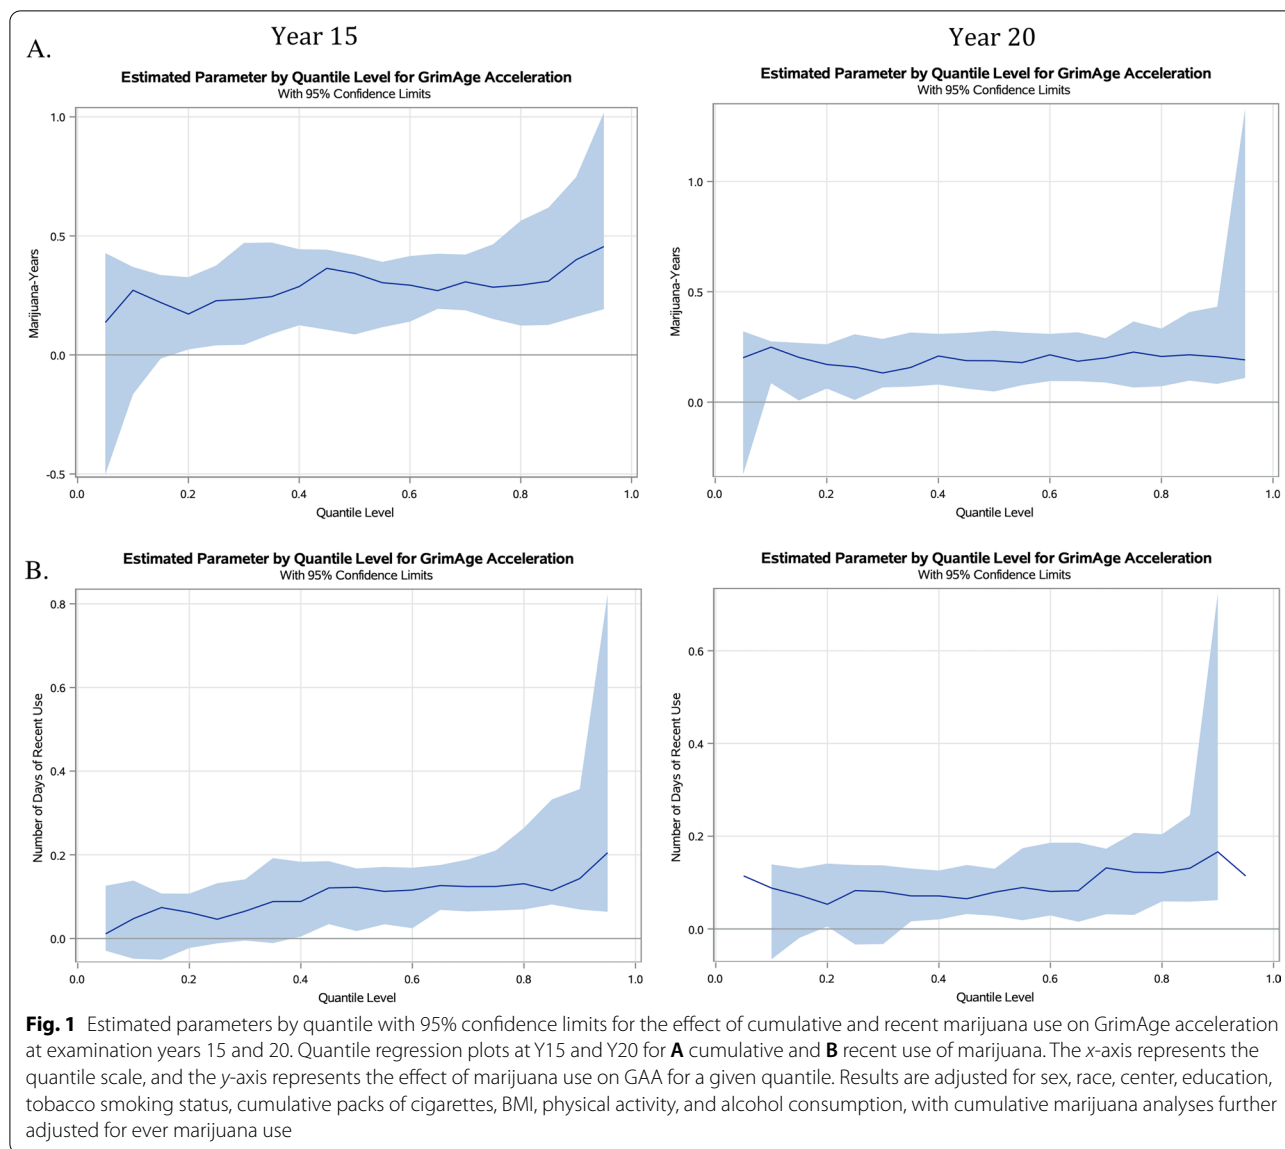 A.
Year 15
Year 20
Estimated Parameter by Quantile Level for GrimAge Acceleration
With 95% Confidence Limits
Marijuana-Years
1.0
0.5
0.0
-0.5
0.0 0.2 0.4 0.6 0.8 1.0
Quantile Level
Estimated Parameter by Quantile Level for GrimAge Acceleration
With 95% Confidence Limits
Marijuana-Years
1.0
0.5
0.0
0.0 0.2 0.4 0.6 0.8 1.0
Quantile Level
B.
Estimated Parameter by Quantile Level for GrimAge Acceleration
With 95% Confidence Limits
Number of Days of Recent Use
0.8
0.6
0.4
0.2
0.0
0.0 0.2 0.4 0.6 0.8 1.0
Quantile Level
Estimated Parameter by Quantile Level for GrimAge Acceleration
With 95% Confidence Limits
Number of Days of Recent Use
0.6
0.4
0.2
0.0
0.0 0.2 0.4 0.6 0.8 1.0
Quantile Level
Fig. 1 Estimated parameters by quantile with 95% confidence limits for the effect of cumulative and recent marijuana use on GrimAge acceleration
at examination years 15 and 20. Quantile regression plots at Y15 and Y20 for A cumulative and B recent use of marijuana. The x-axis represents the
quantile scale, and the y-axis represents the effect of marijuana use on GAA for a given quantile. Results are adjusted for sex, race, center, education,
tobacco smoking status, cumulative packs of cigarettes, BMI, physical activity, and alcohol consumption, with cumulative marijuana analyses further
adjusted for ever marijuana use